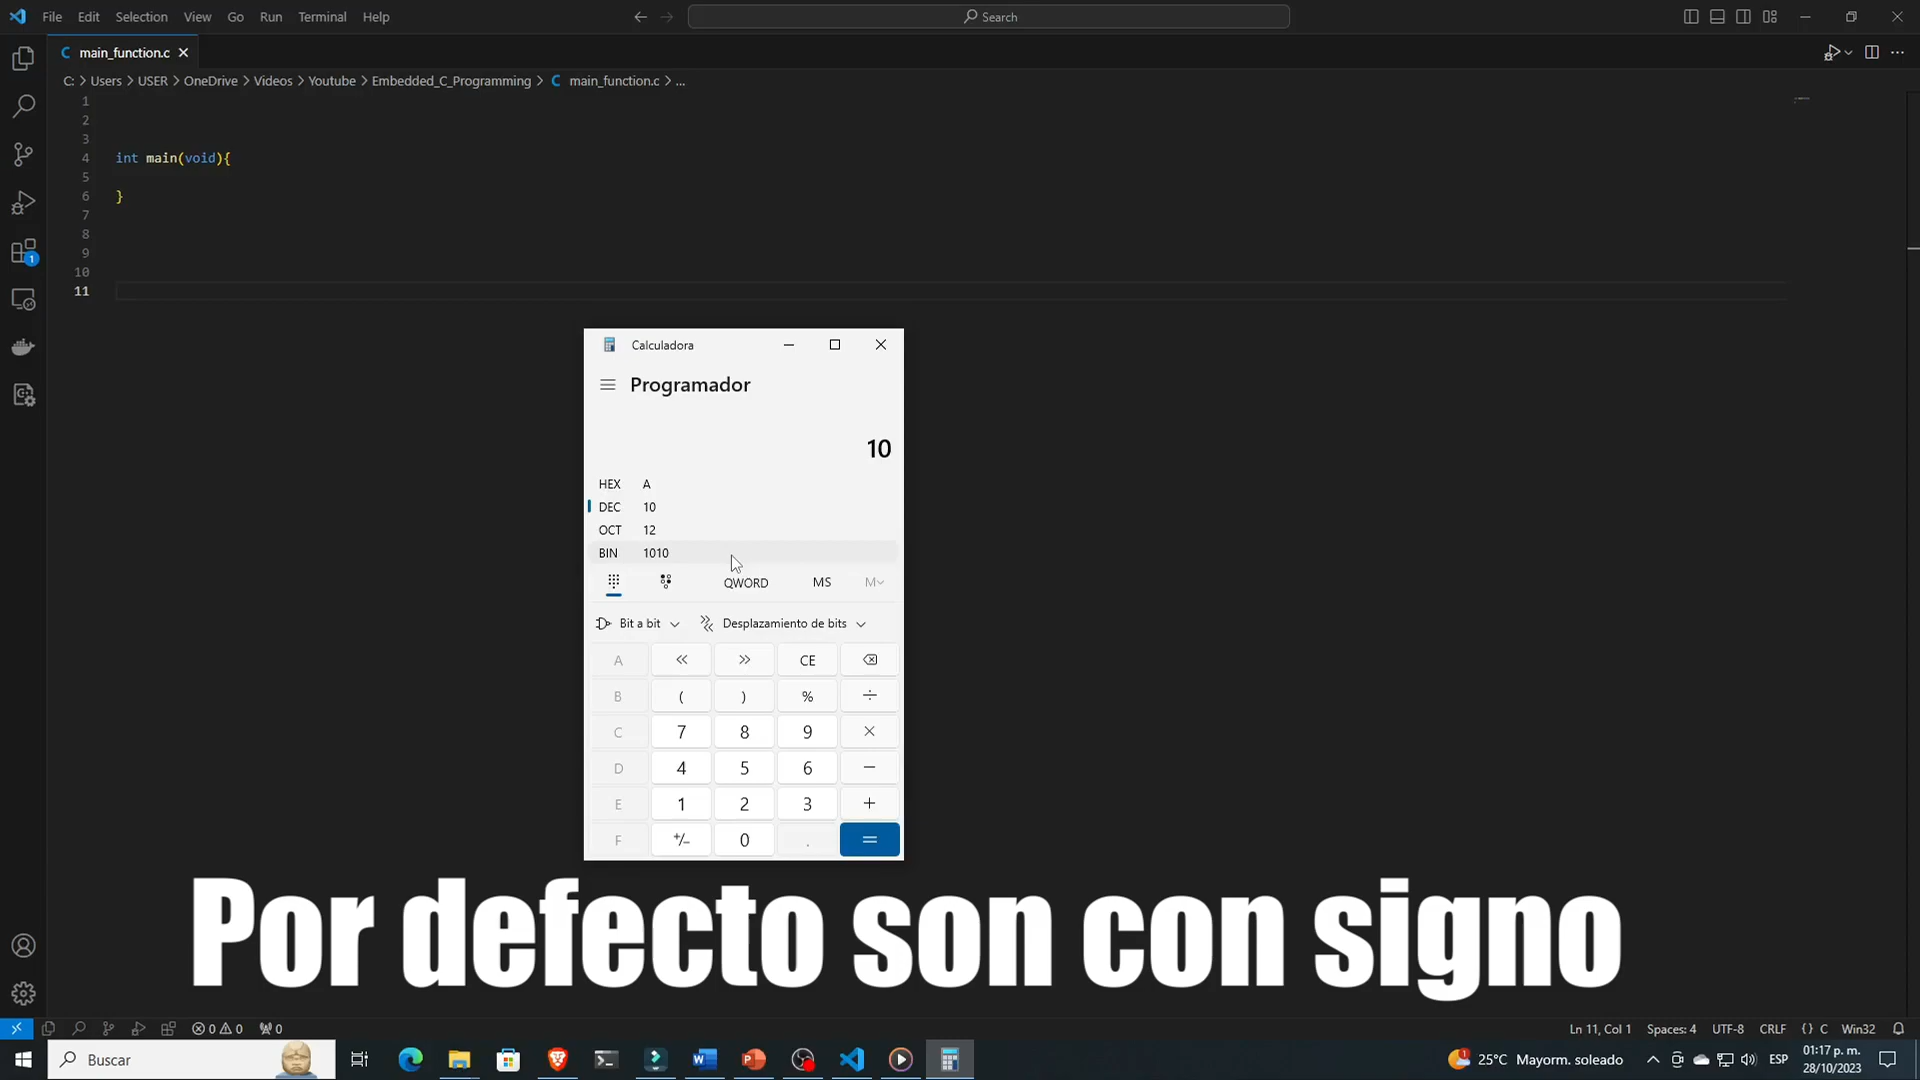 File Edit Selection View Go Run Terminal Help
Search
main_function.c
C: > Users > USER > OneDrive > Videos > Youtube > Embedded_C_Programming > C main_function.c > ...
1
2
3
4 int main(void){
5
6 }
7
8
9
10
11
Calculadora
Programador
10
HEX A
DEC 10
OCT 12
BIN 1010
QWORD MS M
Bit a bit Desplazamiento de bits
A << >> CE
B ( ) % ÷
C 7 8 9 ×
D 4 5 6 −
E 1 2 3 +
F +/− 0 . =
Por defecto son con signo
0 0 0 Ln 11, Col 1 Spaces: 4 UTF-8 CRLF {} C Win32
Buscar 25°C Mayorm. soleado ESP 01:17 p. m.
28/10/2023